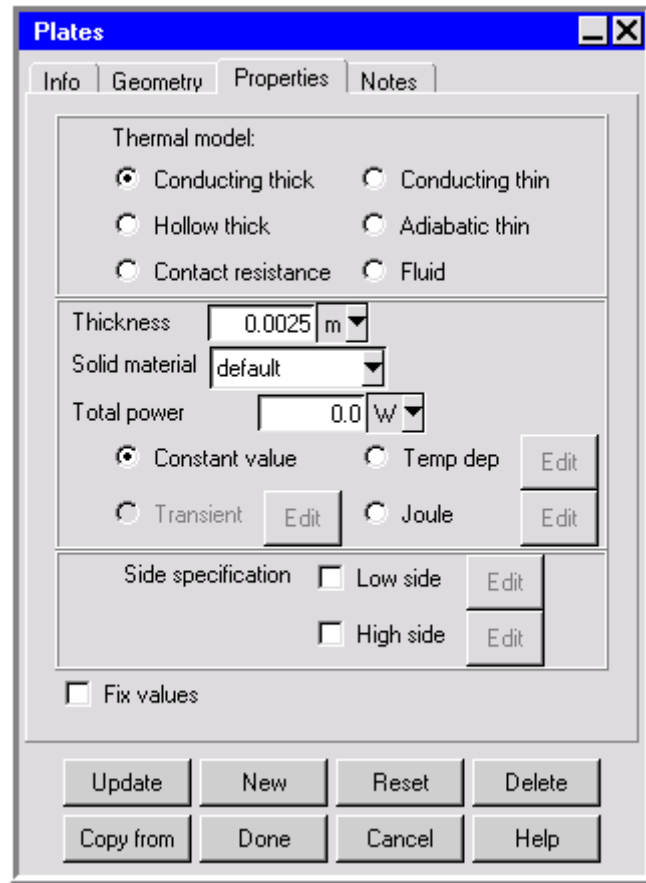 Plates
Info Geometry Properties Notes
Thermal model:
Conducting thick Conducting thin
Hollow thick Adiabatic thin
Contact resistance Fluid
Thickness 0.0025 m
Solid material default
Total power 0.0 W
Constant value Temp dep Edit
Transient Edit Joule Edit
Side specification Low side Edit
High side Edit
Fix values
Update New Reset Delete
Copy from Done Cancel Help